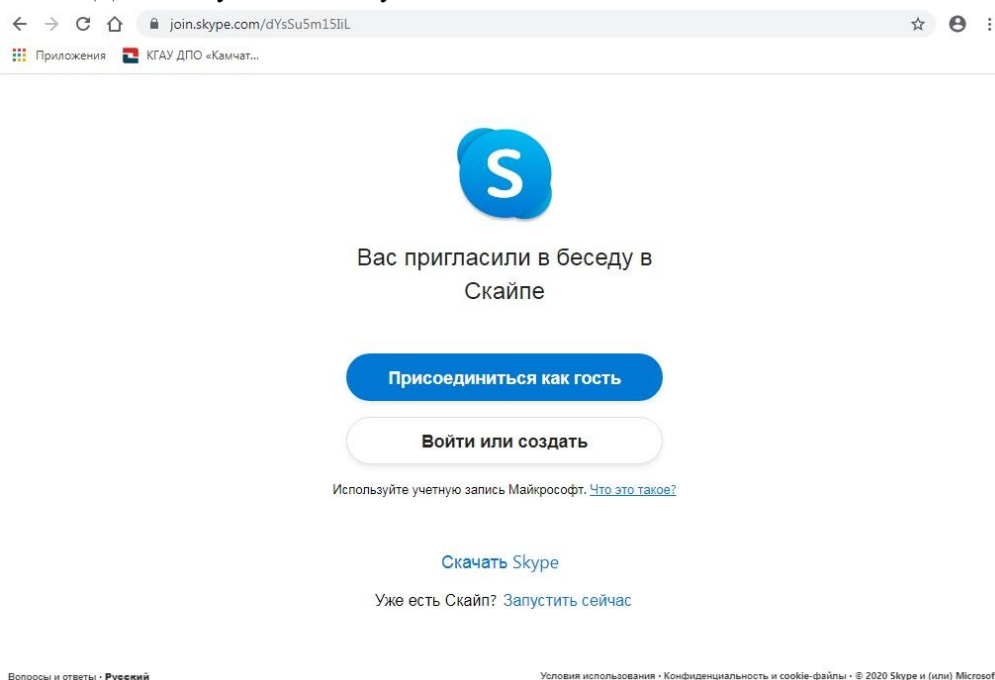 join.skype.com/dYsSu5m15IiL
Приложения КГАУ ДПО «Камчат...
S
Вас пригласили в беседу в
Скайпе
Присоединиться как гость
Войти или создать
Используйте учетную запись Майкрософт. Что это такое?
Скачать Skype
Уже есть Скайп? Запустить сейчас
Вопросы и ответы • Русский Условия использования • Конфиденциальность и cookie-файлы • © 2020 Skype и (или) Microsof